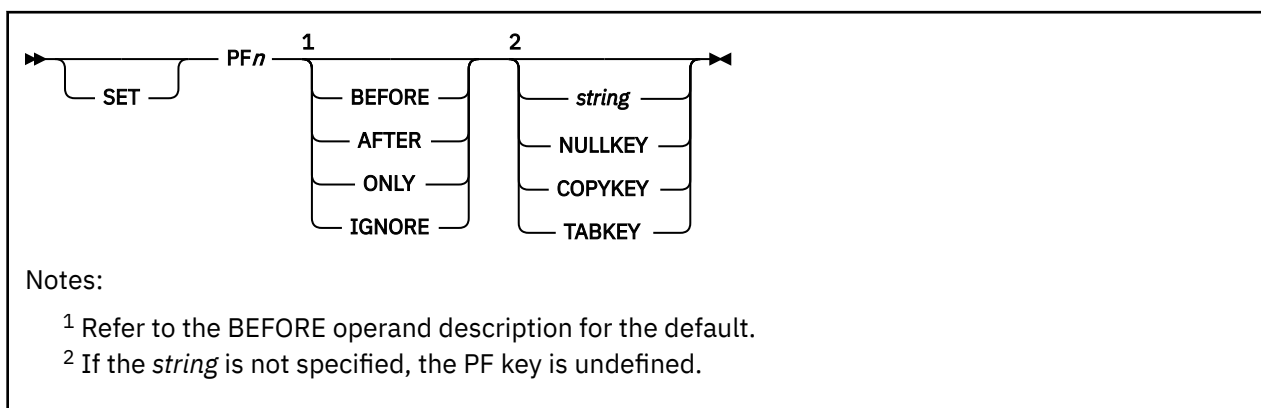 1 2
SET PFn
BEFORE string
AFTER NULLKEY
ONLY COPYKEY
IGNORE TABKEY
Notes:
1 Refer to the BEFORE operand description for the default.
2 If the string is not specified, the PF key is undefined.